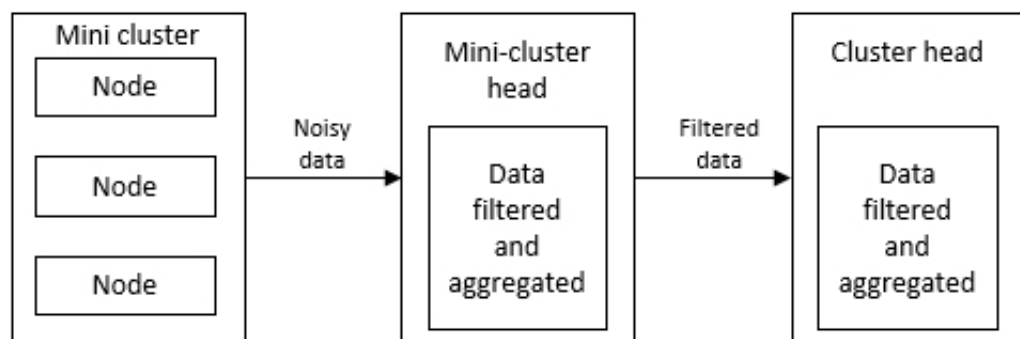 Mini cluster
Node
Node
Node
Noisy
data
Mini-cluster
head
Data
filtered
and
aggregated
Filtered
data
Cluster head
Data
filtered
and
aggregated